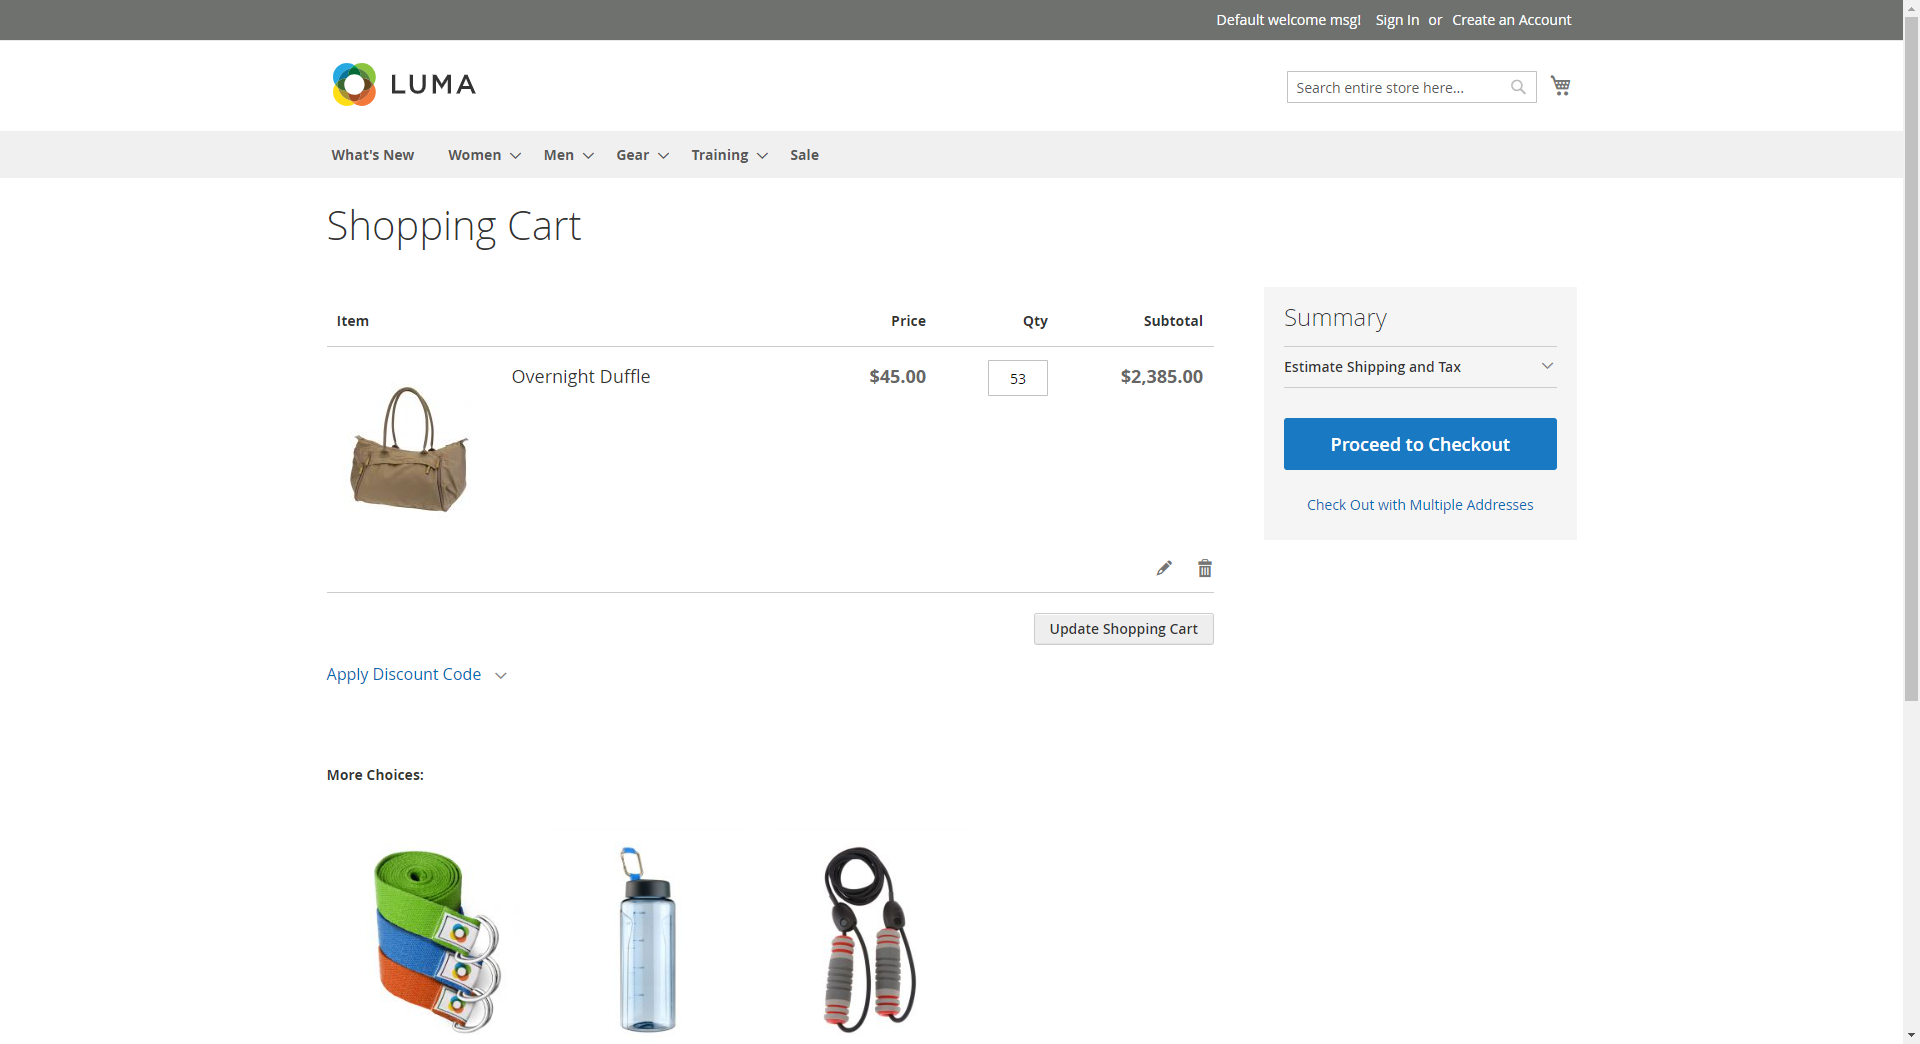 Default welcome msg! Sign In or Create an Account
LUMA
Search entire store here...
What's New Women Men Gear Training Sale
Shopping Cart
Item Price Qty Subtotal
Overnight Duffle $45.00 53 $2,385.00
Update Shopping Cart
Apply Discount Code
Summary
Estimate Shipping and Tax
Proceed to Checkout
Check Out with Multiple Addresses
More Choices: